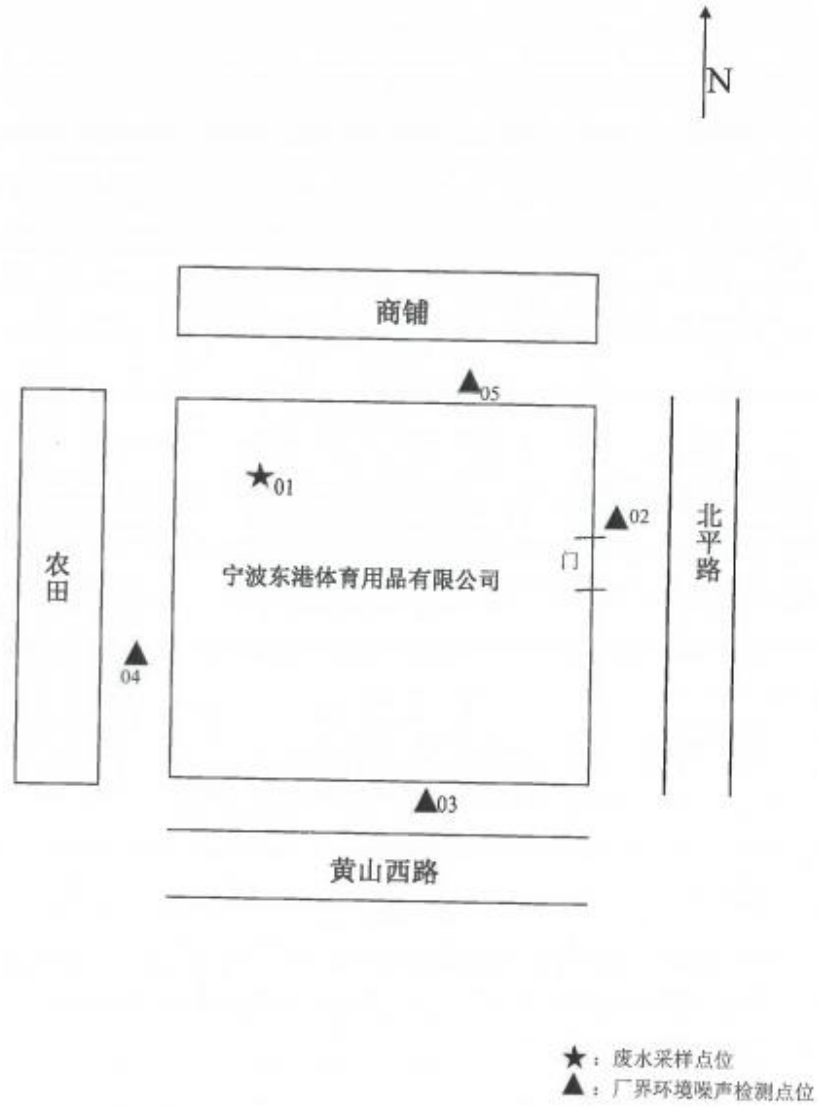 N
商铺
05
01
02
北平路
门
农田
宁波东港体育用品有限公司
04
03
黄山西路
★：废水采样点位
▲：厂界环境噪声检测点位